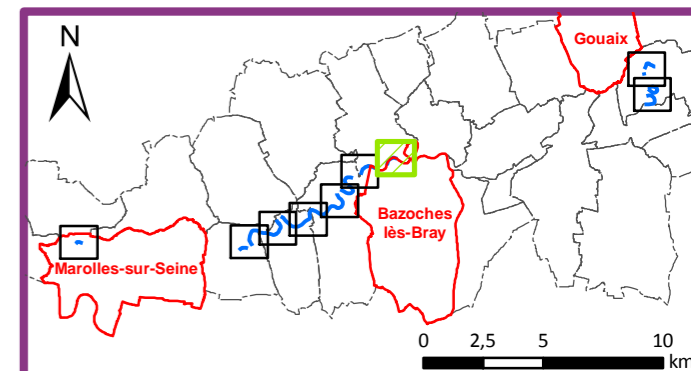 N
Gouaix
Bazoches
lès-Bray
Marolles-sur-Seine
0 2,5 5 10
km